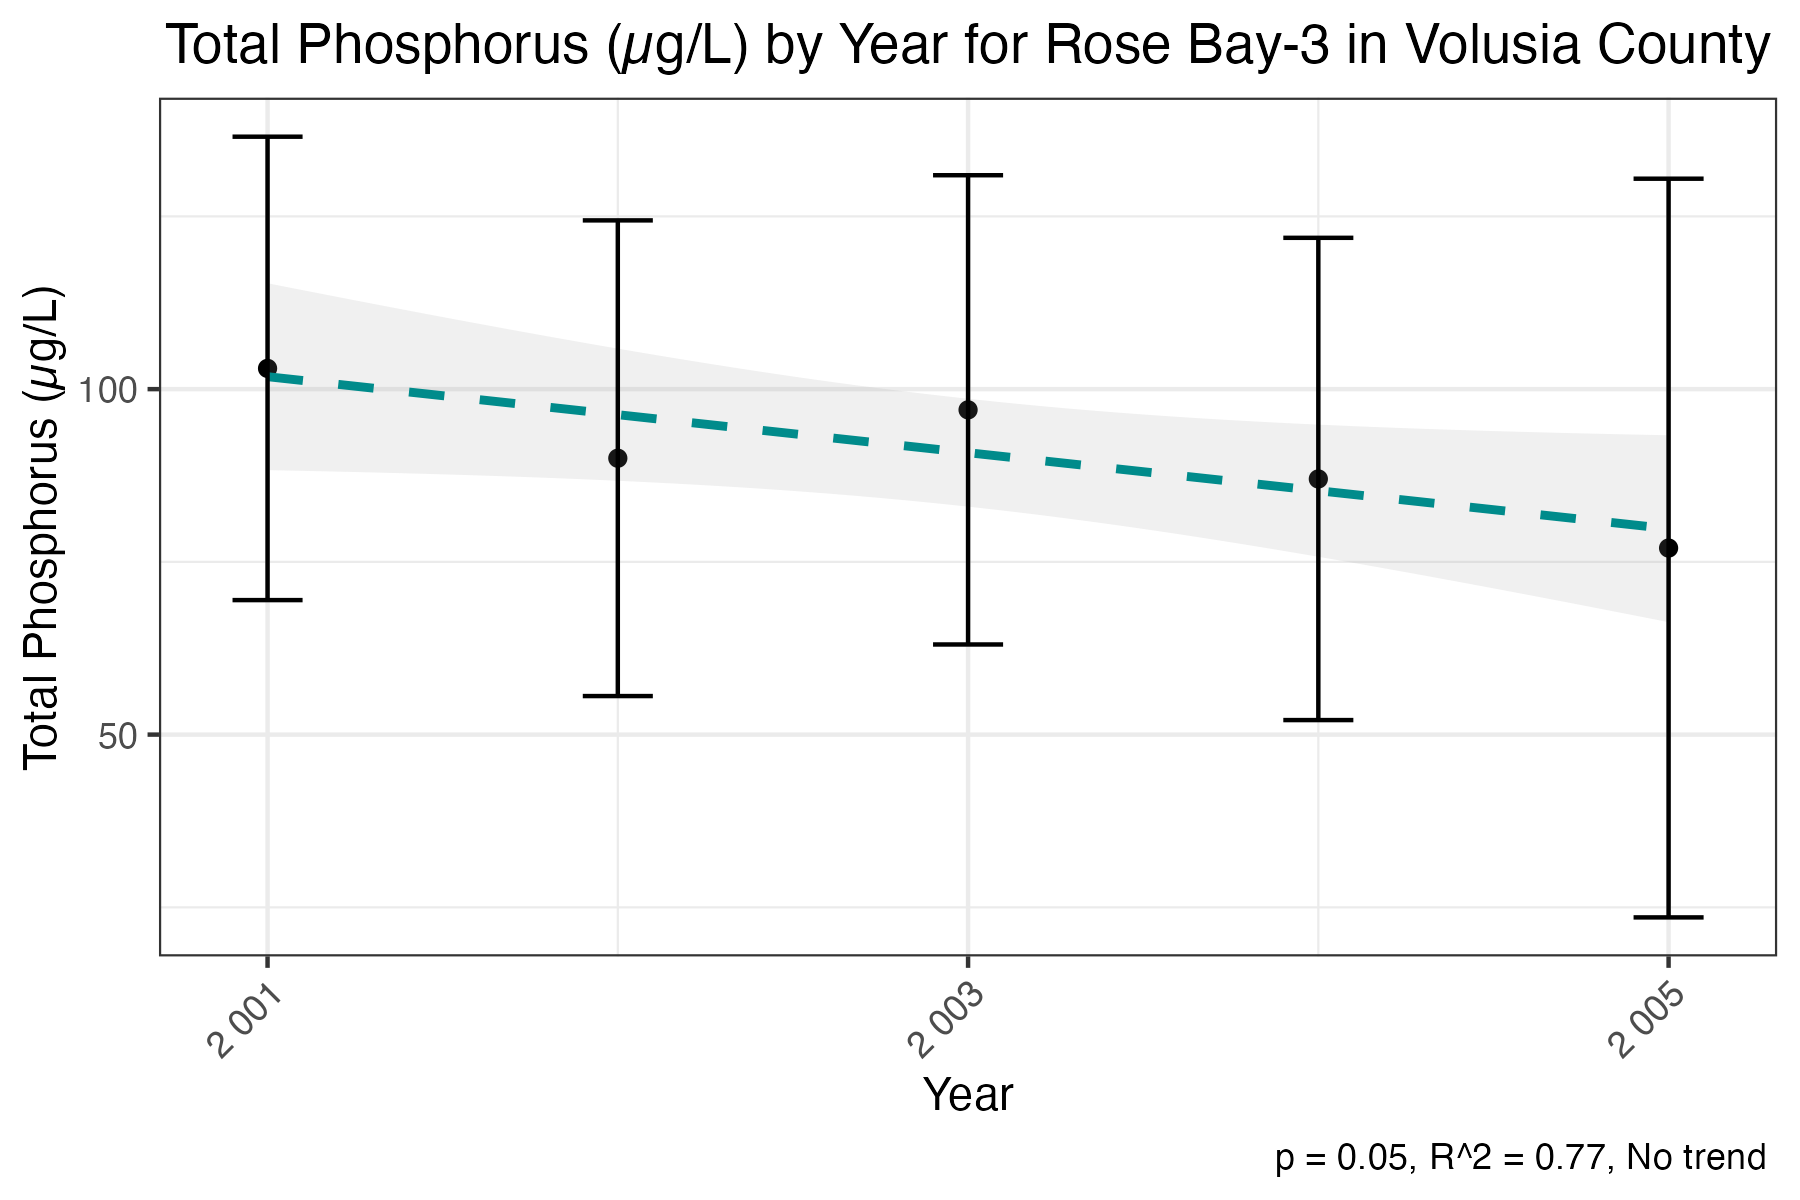 Total Phosphorus (µg/L) by Year for Rose Bay-3 in Volusia County
Total Phosphorus (µg/L)
100
50
2 001
2 003
2 005
Year
p = 0.05, R^2 = 0.77, No trend